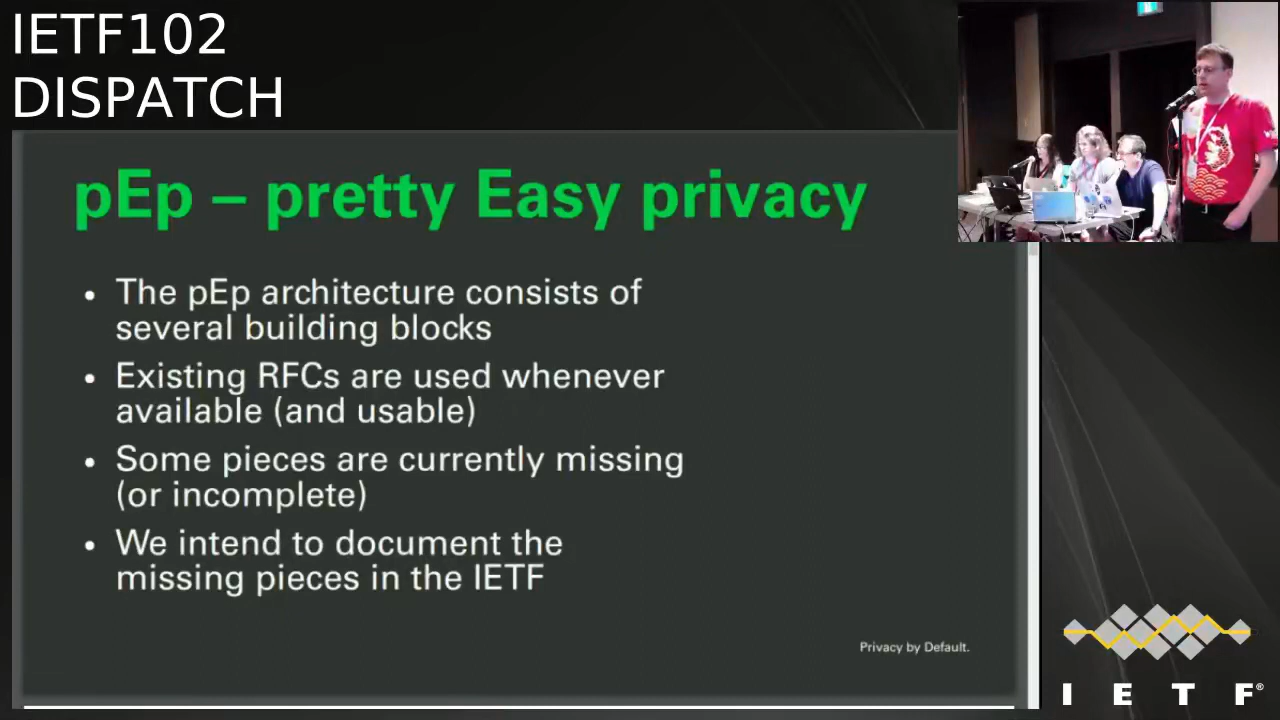 IETF102
DISPATCH
pEp – pretty Easy privacy
• The pEp architecture consists of
several building blocks
• Existing RFCs are used whenever
available (and usable)
• Some pieces are currently missing
(or incomplete)
• We intend to document the
missing pieces in the IETF
Privacy by Default.
I E T F®